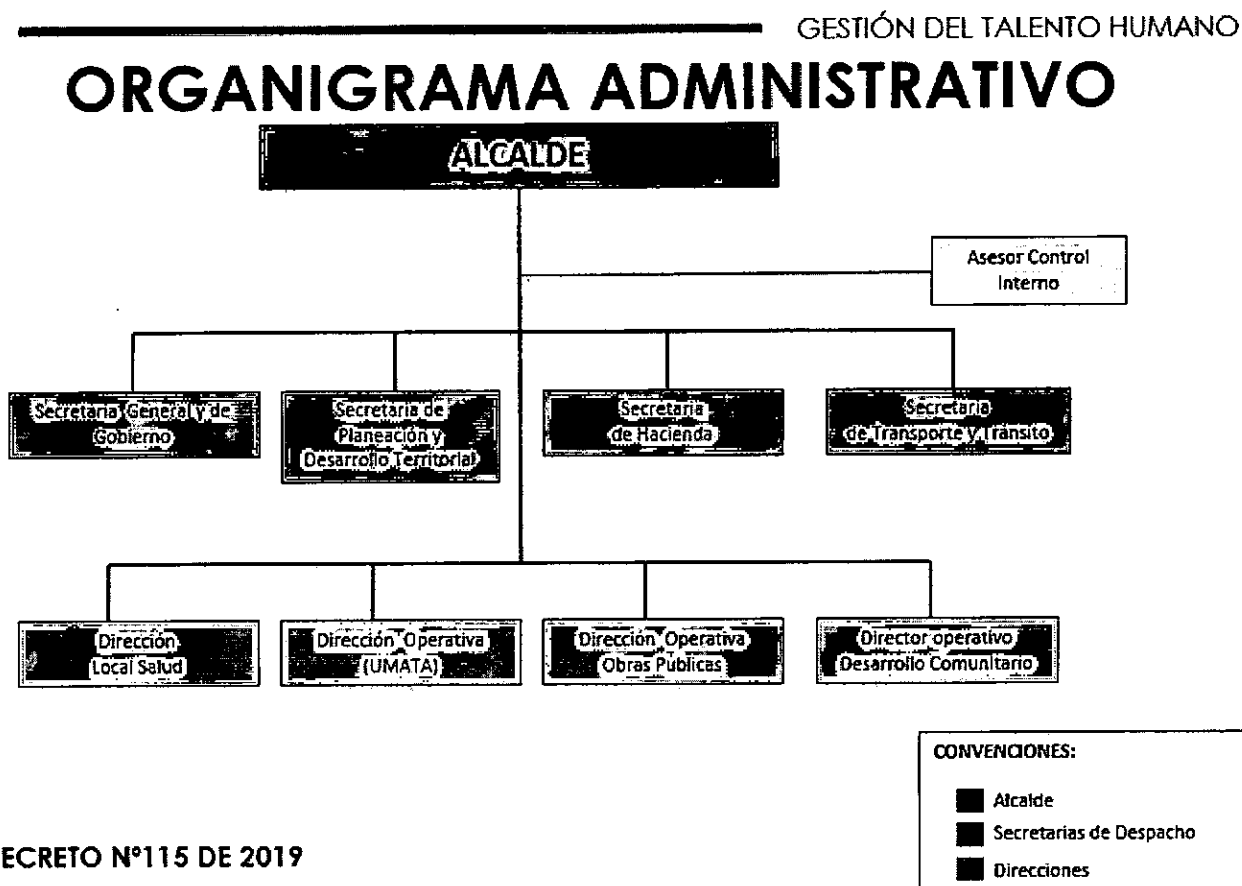 GESTIÓN DEL TALENTO HUMANO
ORGANIGRAMA ADMINISTRATIVO
ALCALDE
Asesor Control
Interno
Secretaria General y de
Gobierno
Secretaria de
Planeación y
Desarrollo Territorial
Secretaria
de Hacienda
Secretaria
de Transporte y Tránsito
Dirección
Local Salud
Dirección Operativa
(UMATA)
Dirección Operativa
Obras Públicas
Director operativo
Desarrollo Comunitario
CONVENCIONES:
Alcalde
Secretarias de Despacho
Direcciones
ECRETO Nº115 DE 2019